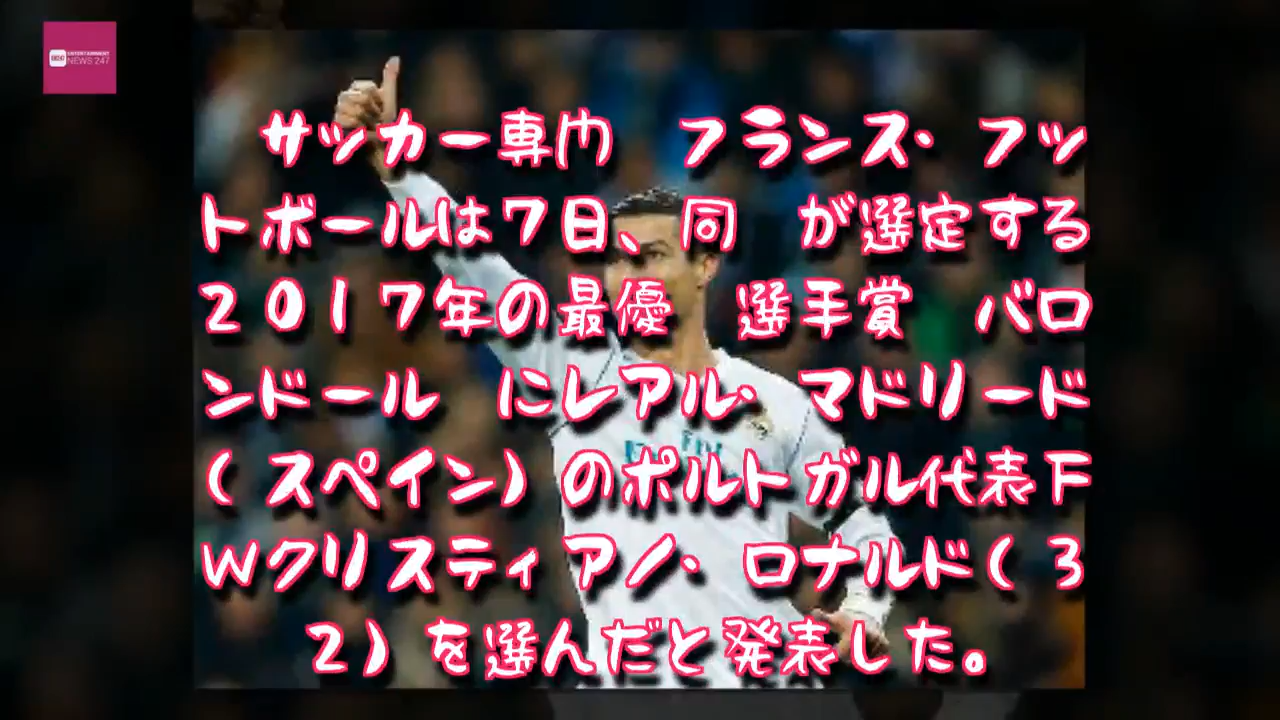 ENTERTAINMENT
NEWS 247
サッカー専門　フランス・フッ
トボールは７日、同　が選定する
２０１７年の最優　選手賞　バロ
ンドール　にレアル・マドリード
（スペイン）のポルトガル代表Ｆ
Ｗクリスティアノ・ロナルド（３
２）を選んだと発表した。